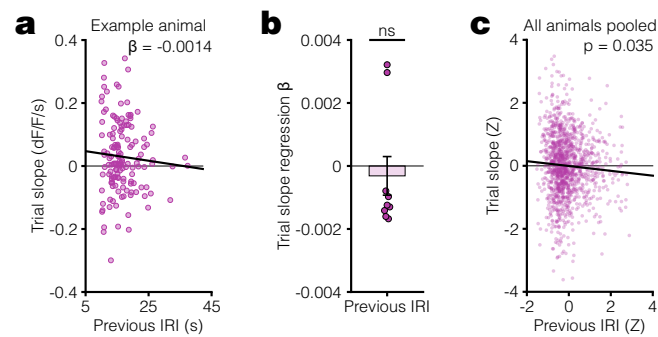 a
Example animal
β = -0.0014
0.4
0.2
0
-0.2
-0.4
Trial slope (dF/F/s)
5
25
45
Previous IRI (s)
b
ns
0.004
0.002
0
-0.002
-0.004
Trial slope regression β
Previous IRI
c
All animals pooled
p = 0.035
4
2
0
-2
-4
Trial slope (Z)
-2
0
2
4
Previous IRI (Z)